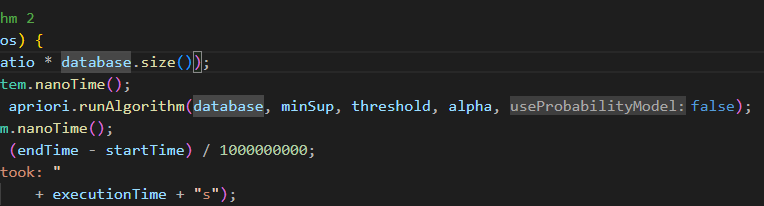 hm 2
os) {
atio * database.size());
tem.nanoTime();
apriori.runAlgorithm(database, minSup, threshold, alpha, useProbabilityModel: false);
m.nanoTime();
(endTime - startTime) / 1000000000;
took: "
+ executionTime + "s");